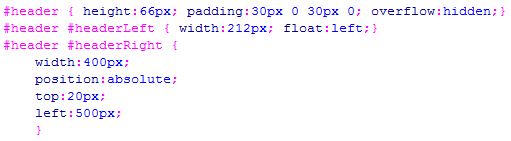 #header { height:66px; padding:30px 0 30px 0; overflow:hidden;}
#header #headerLeft { width:212px; float:left;}
#header #headerRight {
    width:400px;
    position:absolute;
    top:20px;
    left:500px;
    }